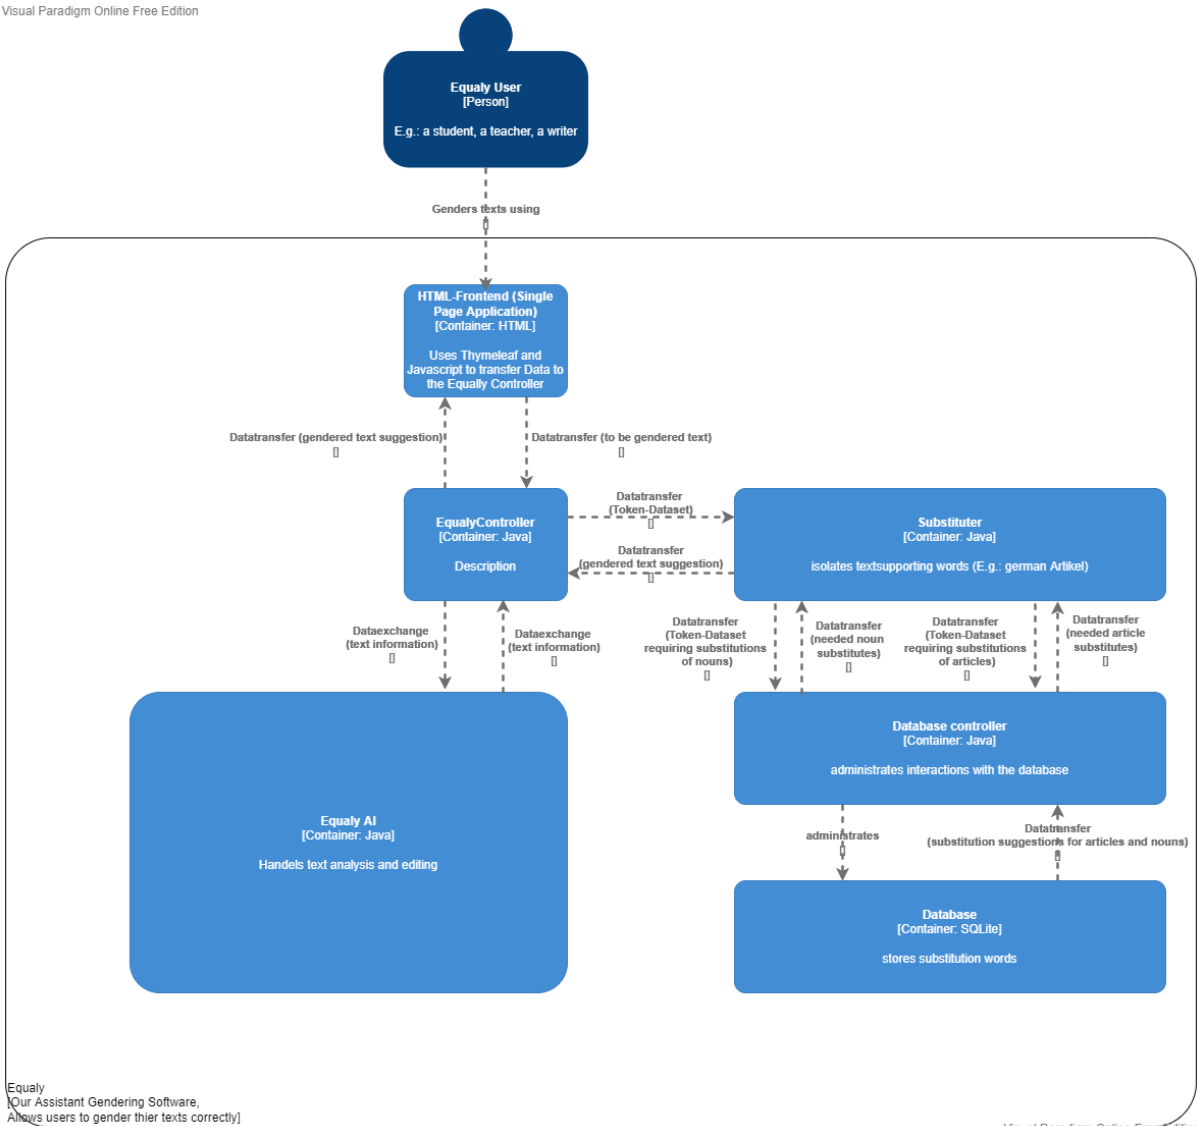 Visual Paradigm Online Free Edition
Equaly User
[Person]
E.g.: a student, a teacher, a writer
Genders texts using
[]
HTML-Frontend (Single
Page Application)
[Container: HTML]
Uses Thymeleaf and
Javascript to transfer Data to
the Equally Controller
Datatransfer (gendered text suggestion)
[]
Datatransfer (to be gendered text)
[]
EqualyController
[Container: Java]
Description
Datatransfer
(Token-Dataset)
[]
Datatransfer
(gendered text suggestion)
[]
Substituter
[Container: Java]
isolates textsupporting words (E.g.: german Artikel)
Dataexchange
(text information)
[]
Dataexchange
(text information)
[]
Datatransfer
(Token-Dataset
requiring substitutions
of nouns)
[]
Datatransfer
(needed noun
substitutes)
[]
Datatransfer
(Token-Dataset
requiring substitutions
of articles)
[]
Datatransfer
(needed article
substitutes)
[]
Equaly AI
[Container: Java]
Handels text analysis and editing
Database controller
[Container: Java]
administrates interactions with the database
administrates
[]
Datatransfer
(substitution suggestions for articles and nouns)
[]
Database
[Container: SQLite]
stores substitution words
Equaly
[Our Assistant Gendering Software,
Allows users to gender thier texts correctly]
Visual Paradigm Online Free Edition